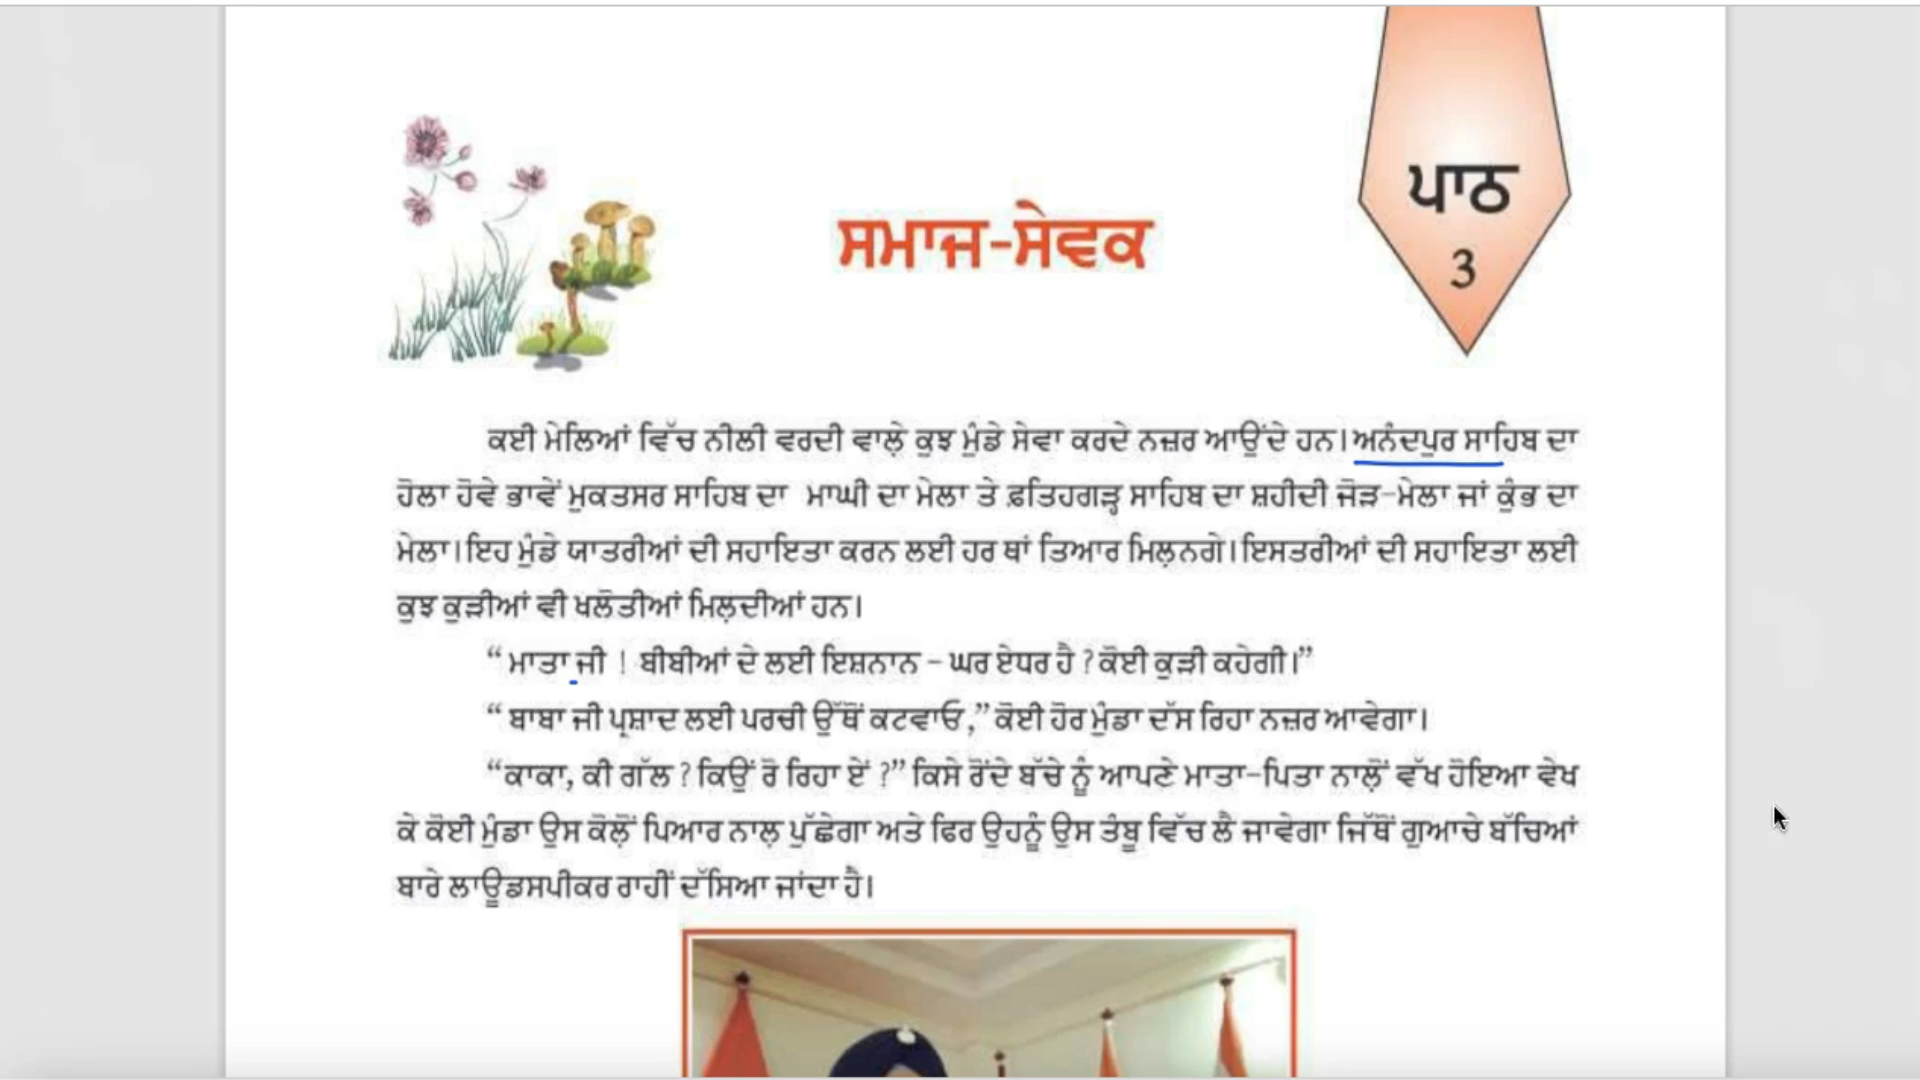 ਪਾਠ
3
ਸਮਾਜ-ਸੇਵਕ
ਕਈ ਮੇਲਿਆਂ ਵਿੱਚ ਨੀਲੀ ਵਰਦੀ ਵਾਲ਼ੇ ਕੁਝ ਮੁੰਡੇ ਸੇਵਾ ਕਰਦੇ ਨਜ਼ਰ ਆਉਂਦੇ ਹਨ। ਅਨੰਦਪੁਰ ਸਾਹਿਬ ਦਾ
ਹੋਲਾ ਹੋਵੇ ਭਾਵੇਂ ਮੁਕਤਸਰ ਸਾਹਿਬ ਦਾ ਮਾਘੀ ਦਾ ਮੇਲਾ ਤੇ ਫ਼ਤਿਹਗੜ੍ਹ ਸਾਹਿਬ ਦਾ ਸ਼ਹੀਦੀ ਜੋੜ-ਮੇਲਾ ਜਾਂ ਕੁੰਭ ਦਾ
ਮੇਲਾ। ਇਹ ਮੁੰਡੇ ਯਾਤਰੀਆਂ ਦੀ ਸਹਾਇਤਾ ਕਰਨ ਲਈ ਹਰ ਥਾਂ ਤਿਆਰ ਮਿਲ਼ਨਗੇ। ਇਸਤਰੀਆਂ ਦੀ ਸਹਾਇਤਾ ਲਈ
ਕੁਝ ਕੁੜੀਆਂ ਵੀ ਖਲੋਤੀਆਂ ਮਿਲ਼ਦੀਆਂ ਹਨ।
“ ਮਾਤਾ ਜੀ ! ਬੀਬੀਆਂ ਦੇ ਲਈ ਇਸ਼ਨਾਨ - ਘਰ ਏਧਰ ਹੈ ? ਕੋਈ ਕੁੜੀ ਕਹੇਗੀ।”
“ ਬਾਬਾ ਜੀ ਪ੍ਰਸ਼ਾਦ ਲਈ ਪਰਚੀ ਉੱਥੋਂ ਕਟਵਾਓ ,” ਕੋਈ ਹੋਰ ਮੁੰਡਾ ਦੱਸ ਰਿਹਾ ਨਜ਼ਰ ਆਵੇਗਾ।
“ਕਾਕਾ, ਕੀ ਗੱਲ ? ਕਿਉਂ ਰੋ ਰਿਹਾ ਏਂ ?” ਕਿਸੇ ਰੋਂਦੇ ਬੱਚੇ ਨੂੰ ਆਪਣੇ ਮਾਤਾ-ਪਿਤਾ ਨਾਲ਼ੋਂ ਵੱਖ ਹੋਇਆ ਵੇਖ
ਕੇ ਕੋਈ ਮੁੰਡਾ ਉਸ ਕੋਲ਼ੋਂ ਪਿਆਰ ਨਾਲ਼ ਪੁੱਛੇਗਾ ਅਤੇ ਫਿਰ ਉਹਨੂੰ ਉਸ ਤੰਬੂ ਵਿੱਚ ਲੈ ਜਾਵੇਗਾ ਜਿੱਥੋਂ ਗੁਆਚੇ ਬੱਚਿਆਂ
ਬਾਰੇ ਲਾਊਡਸਪੀਕਰ ਰਾਹੀਂ ਦੱਸਿਆ ਜਾਂਦਾ ਹੈ।